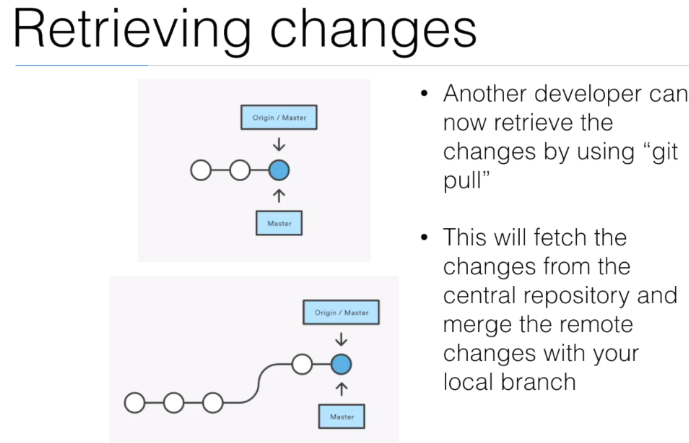 Retrieving changes
Origin / Master
Master
Origin / Master
Master
• Another developer can
now retrieve the
changes by using “git
pull”
• This will fetch the
changes from the
central repository and
merge the remote
changes with your
local branch